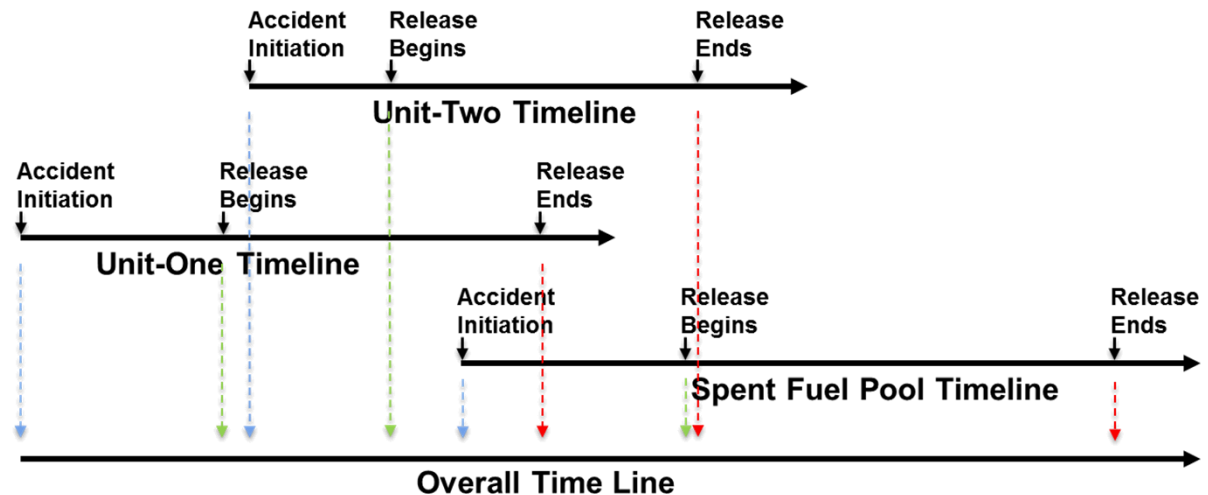 Accident
Initiation
Release
Begins
Release
Ends
Unit-Two Timeline
Accident
Initiation
Release
Begins
Release
Ends
Unit-One Timeline
Accident
Initiation
Release
Begins
Release
Ends
Spent Fuel Pool Timeline
Overall Time Line